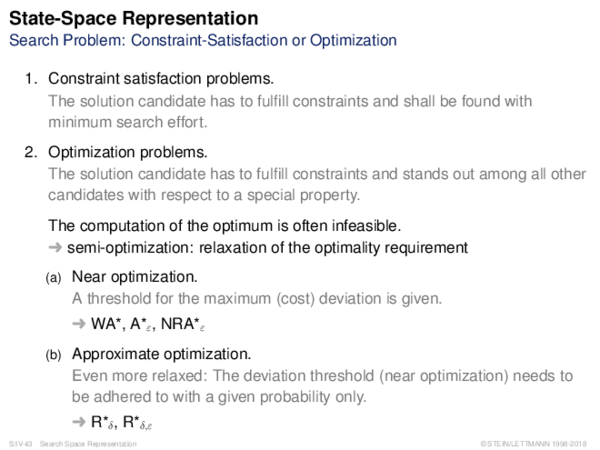 State-Space Representation
Search Problem: Constraint-Satisfaction or Optimization
1. Constraint satisfaction problems.
The solution candidate has to fulfill constraints and shall be found with
minimum search effort.
2. Optimization problems.
The solution candidate has to fulfill constraints and stands out among all other
candidates with respect to a special property.
The computation of the optimum is often infeasible.
➜ semi-optimization: relaxation of the optimality requirement
(a) Near optimization.
A threshold for the maximum (cost) deviation is given.
➜ WA*, A*ε, NRA*ε
(b) Approximate optimization.
Even more relaxed: The deviation threshold (near optimization) needs to
be adhered to with a given probability only.
➜ R*δ, R*δ,ε
S:IV-43 Search Space Representation ©STEIN/LETTMANN 1998-2018